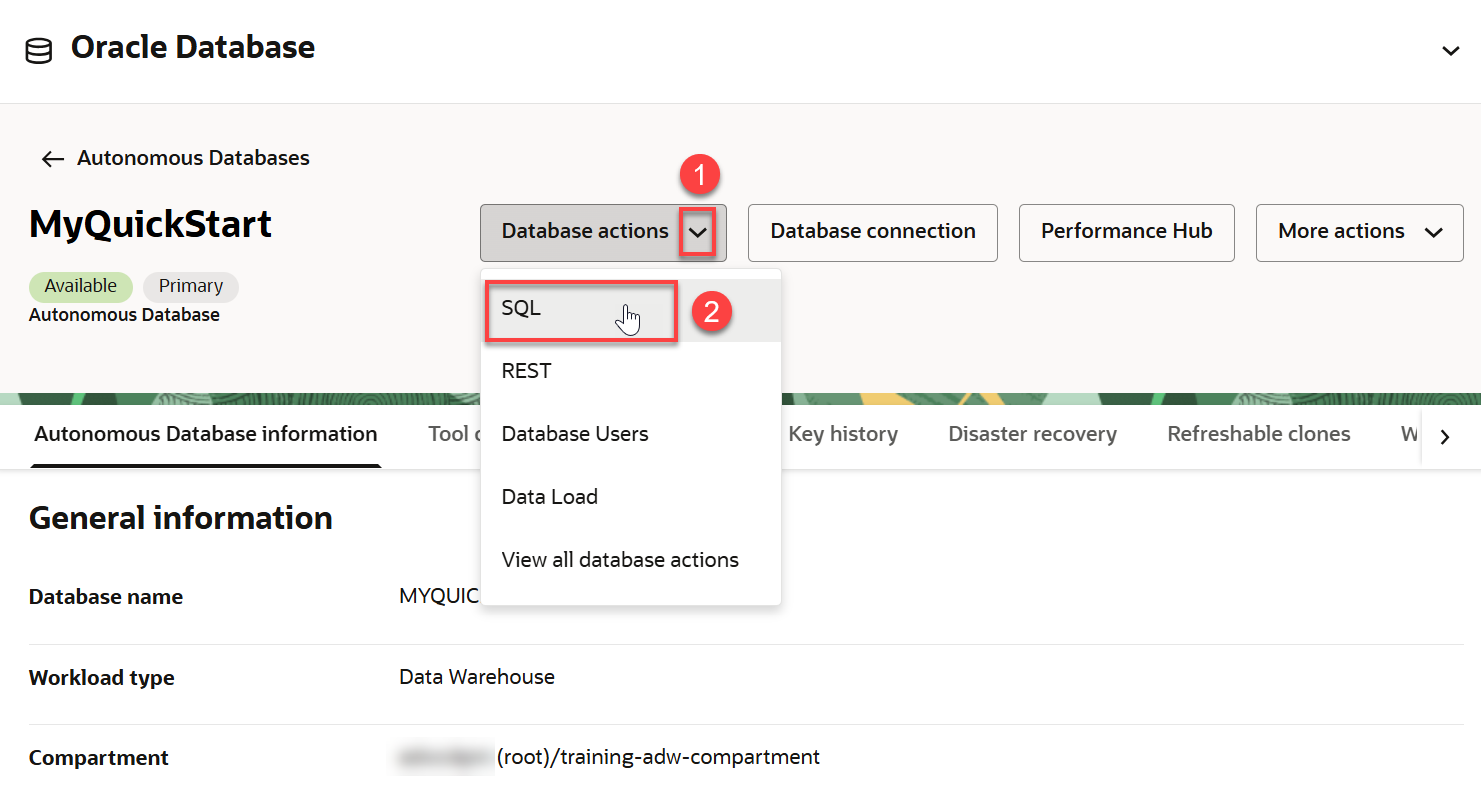 Oracle Database
Autonomous Databases
1
MyQuickStart
Database actions
Database connection
Performance Hub
More actions
Available
Primary
Autonomous Database
SQL
2
REST
Database Users
Data Load
View all database actions
Autonomous Database information
Tool
Key history
Disaster recovery
Refreshable clones
General information
Database name
MYQUIC
Workload type
Data Warehouse
Compartment
(root)/training-adw-compartment